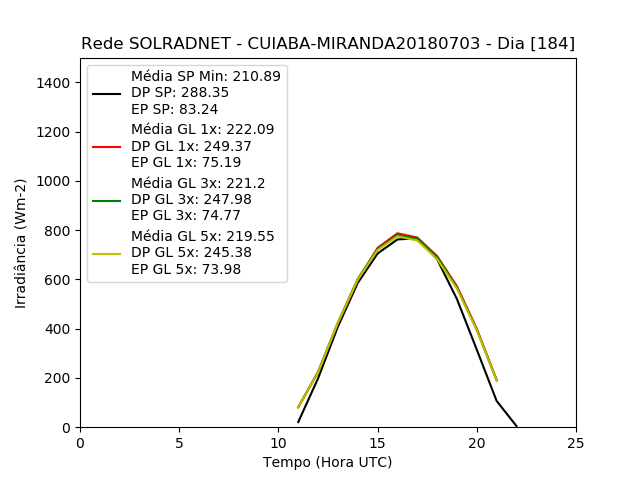 Rede SOLRADNET - CUIABA-MIRANDA20180703 - Dia [184]
Média SP Min: 210.89
DP SP: 288.35
EP SP: 83.24
Média GL 1x: 222.09
DP GL 1x: 249.37
EP GL 1x: 75.19
Média GL 3x: 221.2
DP GL 3x: 247.98
EP GL 3x: 74.77
Média GL 5x: 219.55
DP GL 5x: 245.38
EP GL 5x: 73.98
Irradiância (Wm-2)
1400
1200
1000
800
600
400
200
0
0 5 10 15 20 25
Tempo (Hora UTC)